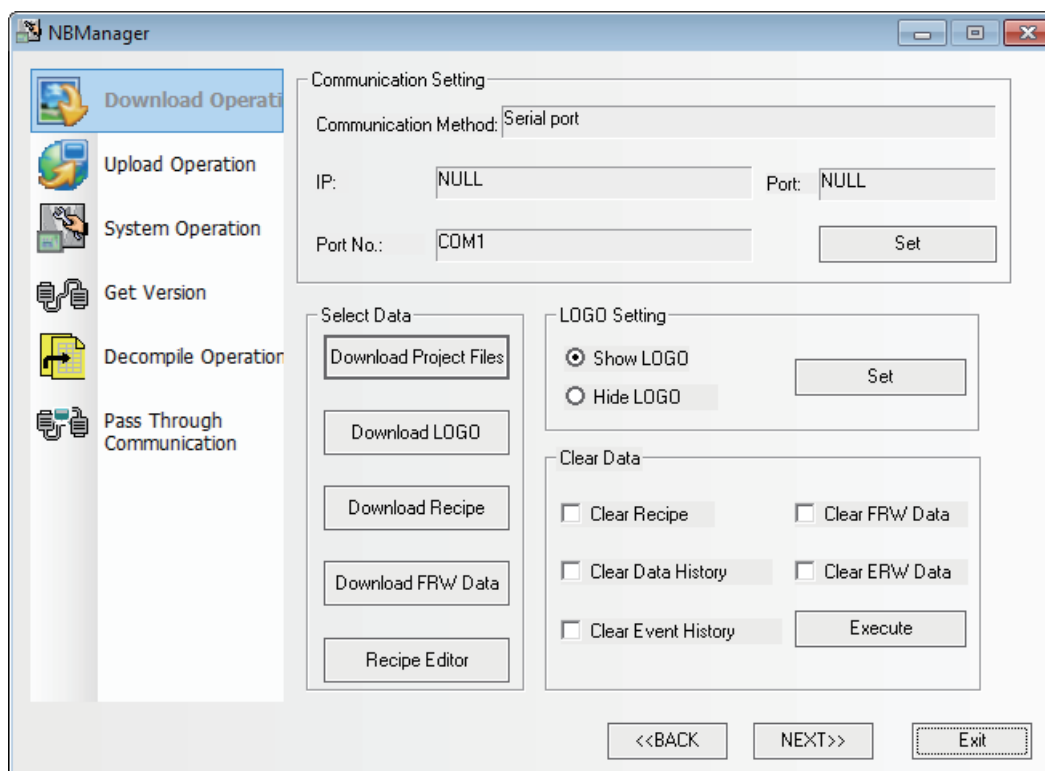 NBManager
Download Operati
Upload Operation
System Operation
Get Version
Decompile Operation
Pass Through
Communication
Communication Setting
Communication Method: Serial port
IP: NULL Port: NULL
Port No.: COM1 Set
Select Data
Download Project Files
Download LOGO
Download Recipe
Download FRW Data
Recipe Editor
LOGO Setting
Show LOGO
Set
Hide LOGO
Clear Data
Clear Recipe Clear FRW Data
Clear Data History Clear ERW Data
Clear Event History Execute
<<BACK NEXT>> Exit